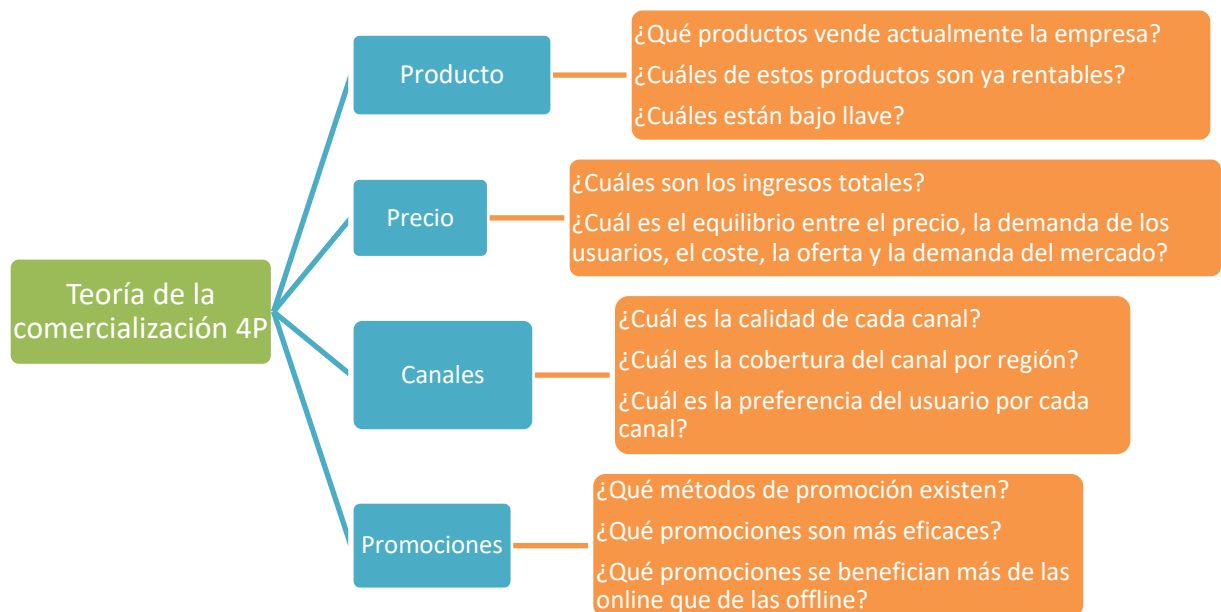 Teoría de la
comercialización 4P
Producto
¿Qué productos vende actualmente la empresa?
¿Cuáles de estos productos son ya rentables?
¿Cuáles están bajo llave?
Precio
¿Cuáles son los ingresos totales?
¿Cuál es el equilibrio entre el precio, la demanda de los
usuarios, el coste, la oferta y la demanda del mercado?
Canales
¿Cuál es la calidad de cada canal?
¿Cuál es la cobertura del canal por región?
¿Cuál es la preferencia del usuario por cada
canal?
Promociones
¿Qué métodos de promoción existen?
¿Qué promociones son más eficaces?
¿Qué promociones se benefician más de las
online que de las offline?